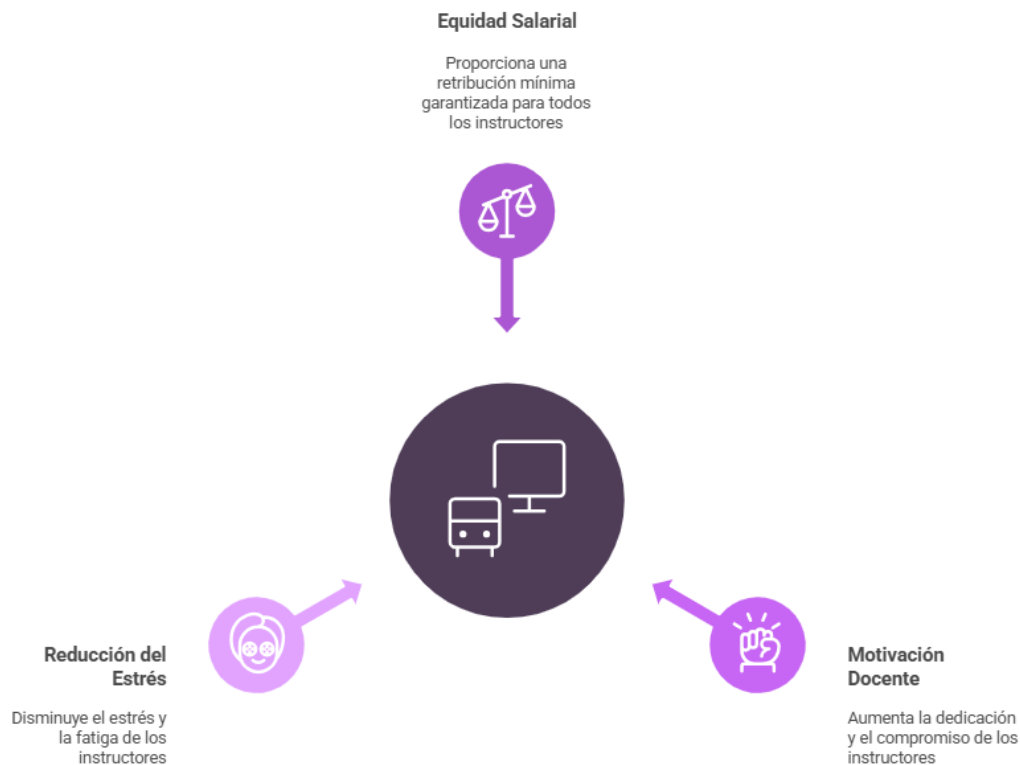 Equidad Salarial
Proporciona una
retribución mínima
garantizada para todos
los instructores
Reducción del
Estrés
Disminuye el estrés y
la fatiga de los
instructores
Motivación
Docente
Aumenta la dedicación
y el compromiso de los
instructores